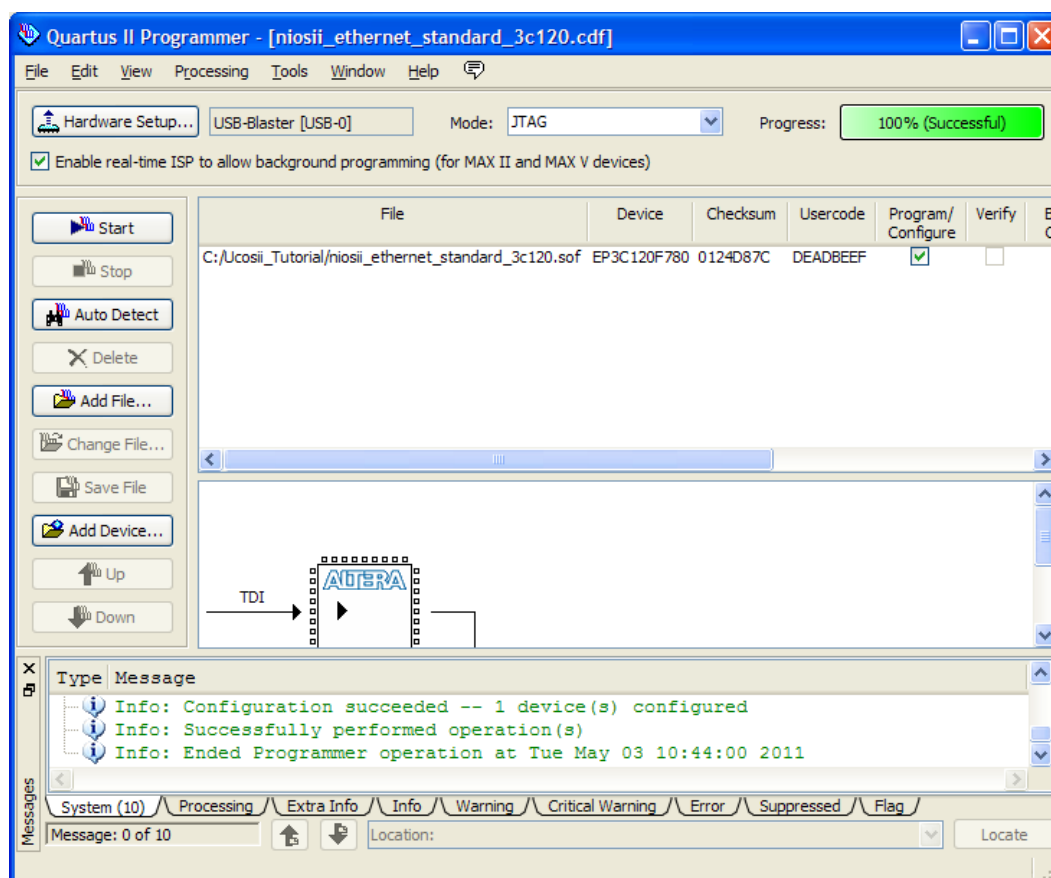 Quartus II Programmer - [niosii_ethernet_standard_3c120.cdf]
File Edit View Processing Tools Window Help
Hardware Setup... USB-Blaster [USB-0] Mode: JTAG Progress: 100% (Successful)
Enable real-time ISP to allow background programming (for MAX II and MAX V devices)
File Device Checksum Usercode Program/ Verify
Configure
C:/Ucosii_Tutorial/niosii_ethernet_standard_3c120.sof EP3C120F780 0124D87C DEADBEEF
Start
Stop
Auto Detect
Delete
Add File...
Change File...
Save File
Add Device...
Up
Down
ALTERA
TDI
Type Message
Info: Configuration succeeded -- 1 device(s) configured
Info: Successfully performed operation(s)
Info: Ended Programmer operation at Tue May 03 10:44:00 2011
System (10) Processing Extra Info Info Warning Critical Warning Error Suppressed Flag
Messages
Message: 0 of 10 Location: Locate